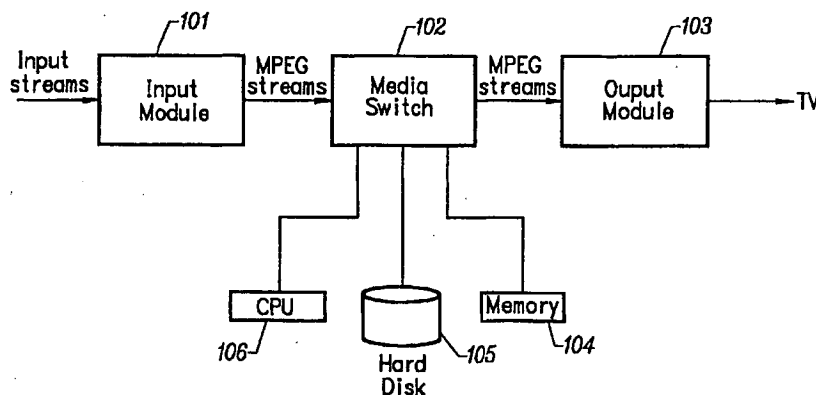 101
102
103
Input
streams
Input
Module
MPEG
streams
Media
Switch
MPEG
streams
Ouput
Module
TV
CPU
106
Hard
Disk
105
Memory
104